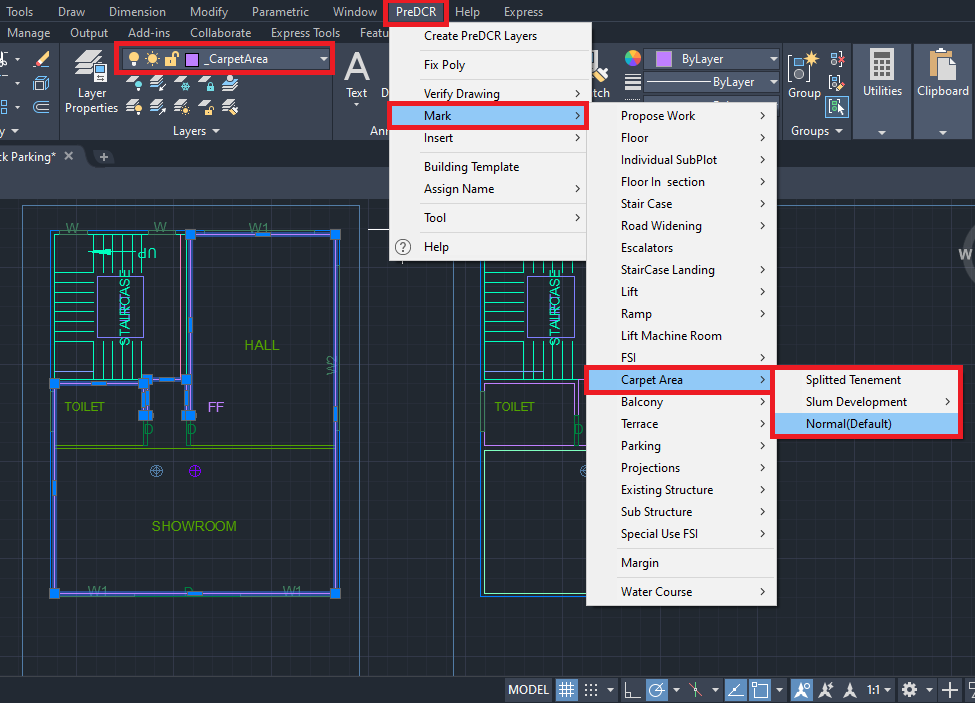 Tools Draw Dimension Modify Parametric Window PreDCR Help Express
Manage Output Add-ins Collaborate Express Tools Featu
_CarpetArea
Layer
Properties
Layers
Text
Create PreDCR Layers
Fix Poly
Verify Drawing
Mark
Insert
Building Template
Assign Name
Tool
Help
ByLayer
ByLayer
Group
Groups
Utilities
Clipboard
ck Parking*
Propose Work
Floor
Individual SubPlot
Floor In section
Stair Case
Road Widening
Escalators
StairCase Landing
Lift
Ramp
Lift Machine Room
FSI
Carpet Area
Balcony
Terrace
Parking
Projections
Existing Structure
Sub Structure
Special Use FSI
Margin
Water Course
Splitted Tenement
Slum Development
Normal(Default)
W W W1
UP
STAIRCASE
HALL
W2
TOILET
FF
D D
SHOWROOM
W1 D W1
STAIRCASE
TOILET
D
W
MODEL
1:1